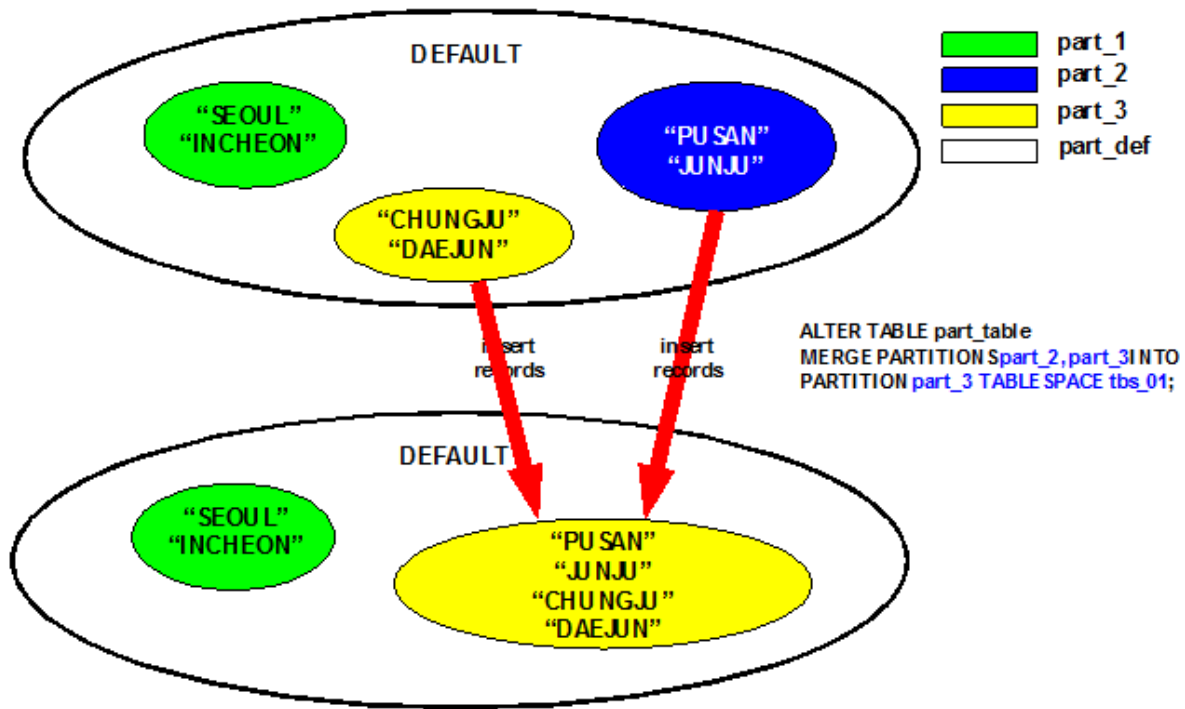 DEFAULT
“SEOUL”
“INCHEON”
“PUSAN”
“JUNJU”
“CHUNGJU”
“DAEJUN”
part_1
part_2
part_3
part_def
insert
records
insert
records
ALTER TABLE part_table
MERGE PARTITIONS part_2, part_3 INTO
PARTITION part_3 TABLESPACE tbs_01;
DEFAULT
“SEOUL”
“INCHEON”
“PUSAN”
“JUNJU”
“CHUNGJU”
“DAEJUN”